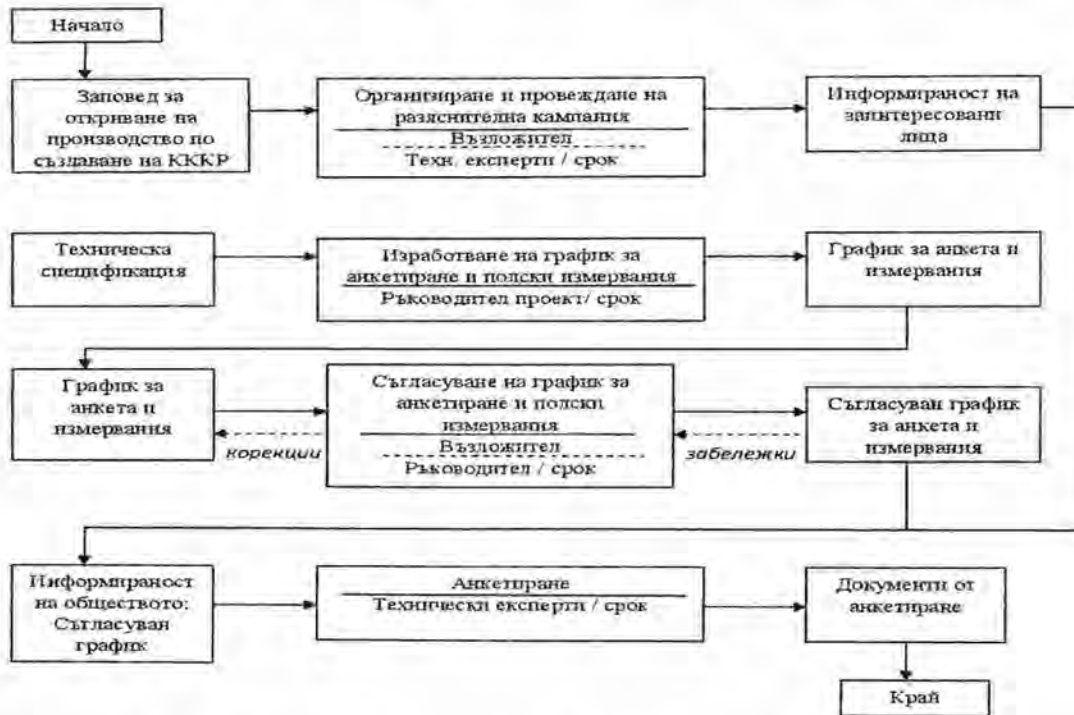 Начало
Заповед за
откриване на
производство по
създаване на КККР
Организиране и провеждане на
разяснителна кампания
Възложител
Техн. експерти / срок
Информираност на
заинтересовани
лица
Техническа
спецификация
Изработване на график за
анкетиране и полски измервания
Ръководител проект/ срок
График за анкета и
измервания
График за
анкета и
измервания
корекции
Съгласуване на график за
анкетиране и полски
измервания
Възложител
Ръководител / срок
забележки
Съгласуван график
за анкета и
измервания
Информираност
на обществото:
Съгласуван
график
Анкетиране
Технически експерти / срок
Документи от
анкетиране
Край